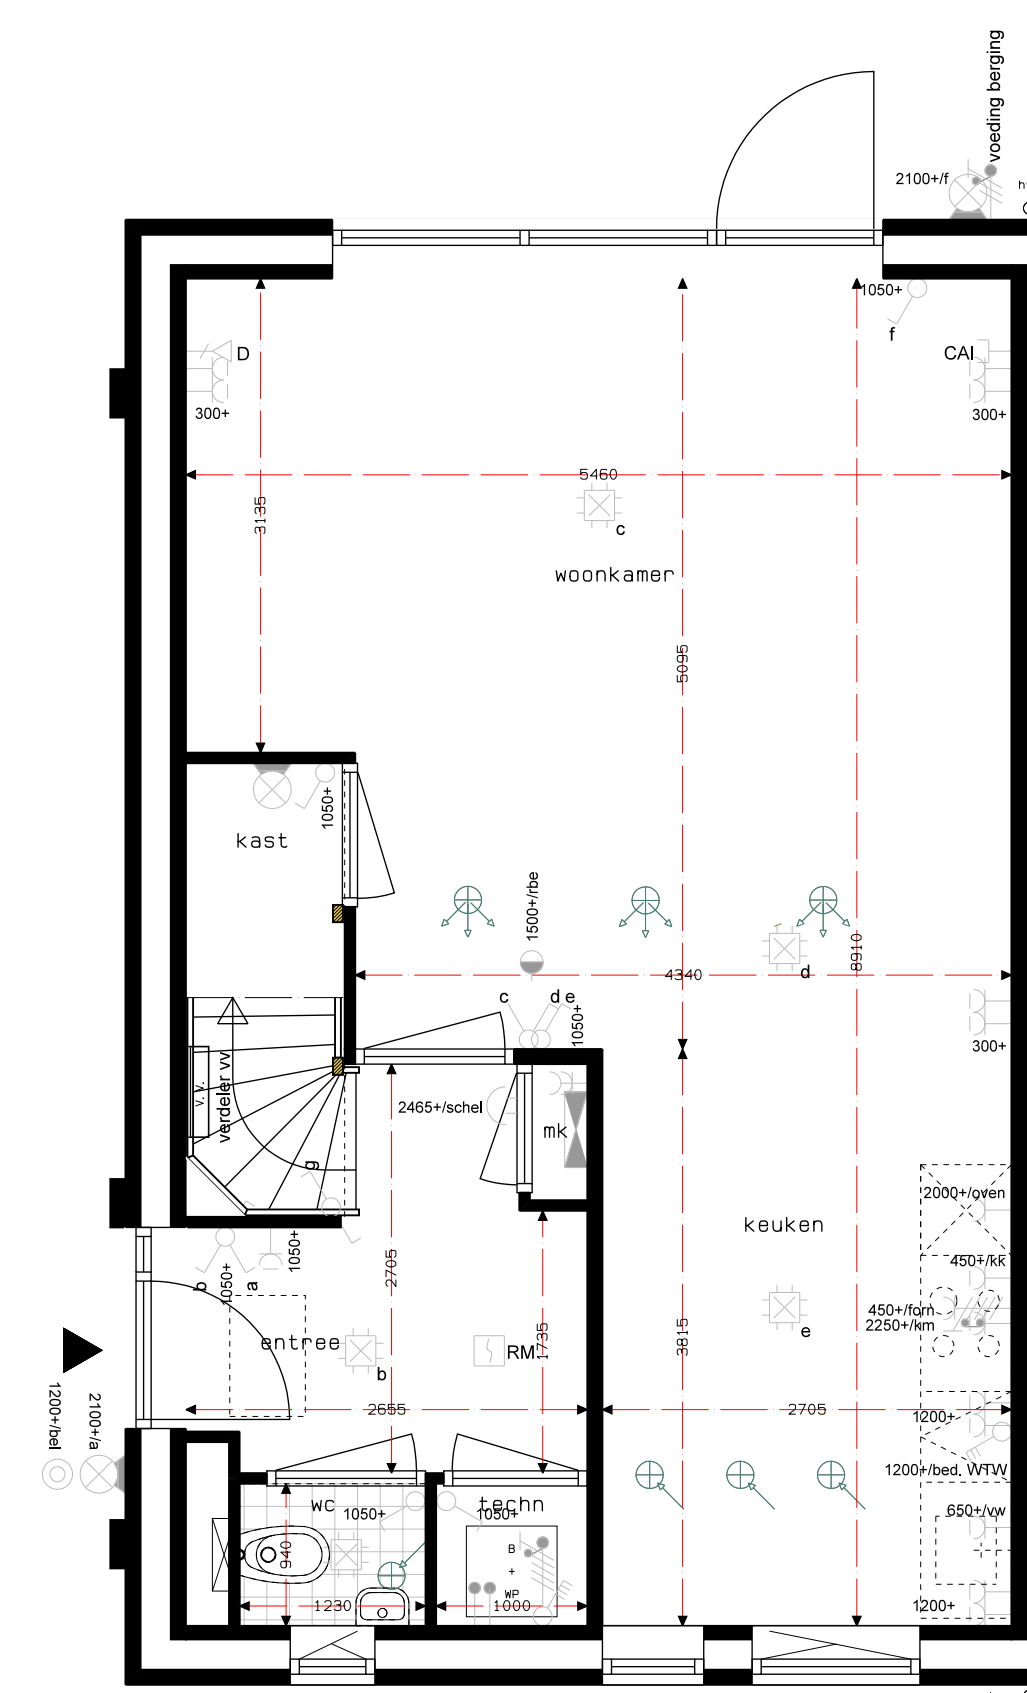 voeding berging
2100+/f
1050+
f
D
CAI
300+
300+
5460
3135
c
woonkamer
5095
1050+
kast
1500+/rbe
d
8910
4340
c
d e
1050+
300+
verdeler vv
v.v.
2465+/schel
mk
g
2000+/oven
keuken
1050+
2705
450+/kk
b
1050+
a
450+/forn
2250+/km
e
entree
b
RM
1735
3815
1200+/bel
2100+/a
2655
2705
1200+
1200+/bed. WTW
wc
1050+
techn
1050+
650+/vw
940
B
+
WP
1230
1000
1200+